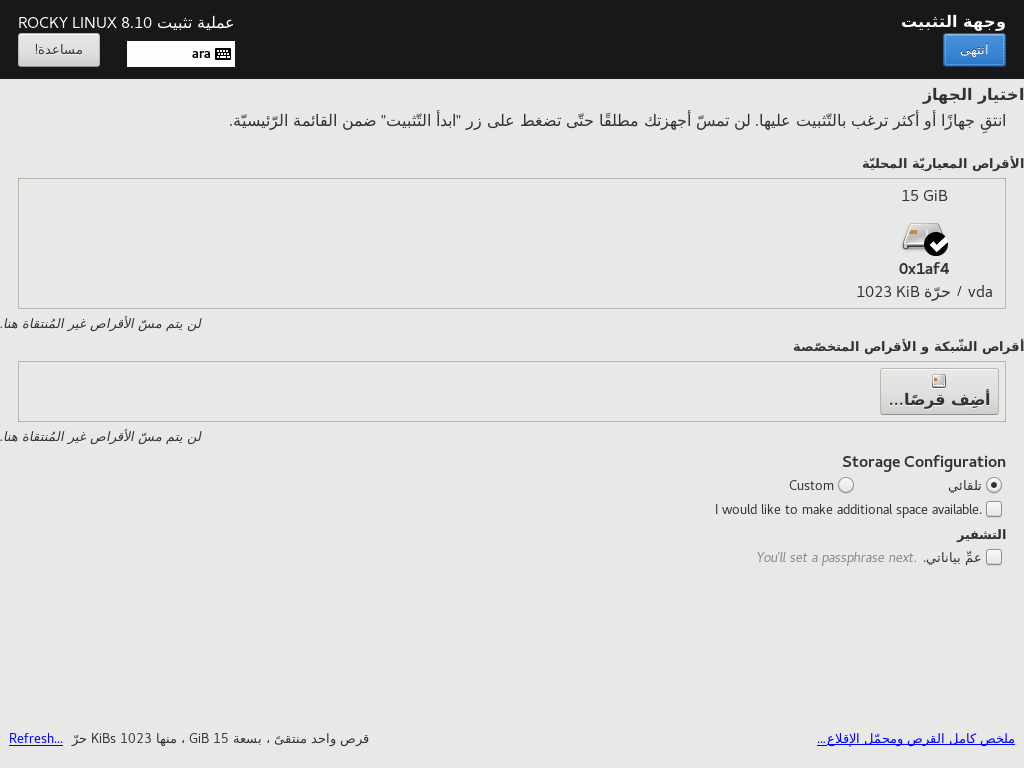 وجهة التثبيت
عملية تثبيت ROCKY LINUX 8.10
انتهى
ara
مساعدة!
اختيار الجهاز
انتقِ جهازًا أو أكثر ترغب بالتّثبيت عليها. لن تمسّ أجهزتك مطلقًا حتّى تضغط على زر "ابدأ التّثبيت" ضمن القائمة الرّئيسيّة.
الأقراص المعياريّة المحليّة
15 GiB
0x1af4
vda / 1023 KiB حرّة
لن يتم مسّ الأقراص غير المُنتقاة هنا.
أقراص الشّبكة و الأقراص المتخصّصة
أضِف قرصًا...
لن يتم مسّ الأقراص غير المُنتقاة هنا.
Storage Configuration
تلقائي Custom
I would like to make additional space available.
التشفير
عمِّ بياناتي. You'll set a passphrase next.
ملخص كامل القرص ومحمّل الإقلاع...
قرص واحد منتقىً ، بسعة 15 GiB ، منها 1023 KiBs حرّ
Refresh...